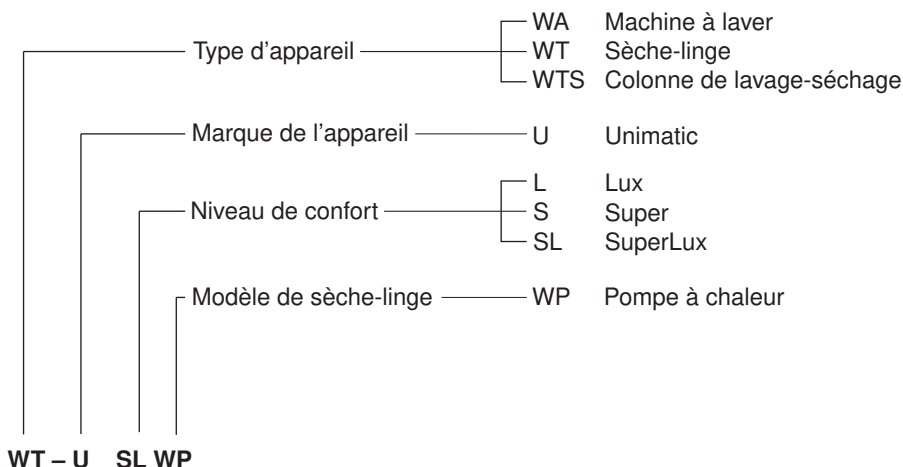 WA Machine à laver
Type d’appareil WT Sèche-linge
WTS Colonne de lavage-séchage
Marque de l’appareil U Unimatic
L Lux
Niveau de confort S Super
SL SuperLux
Modèle de sèche-linge WP Pompe à chaleur
WT – U SL WP